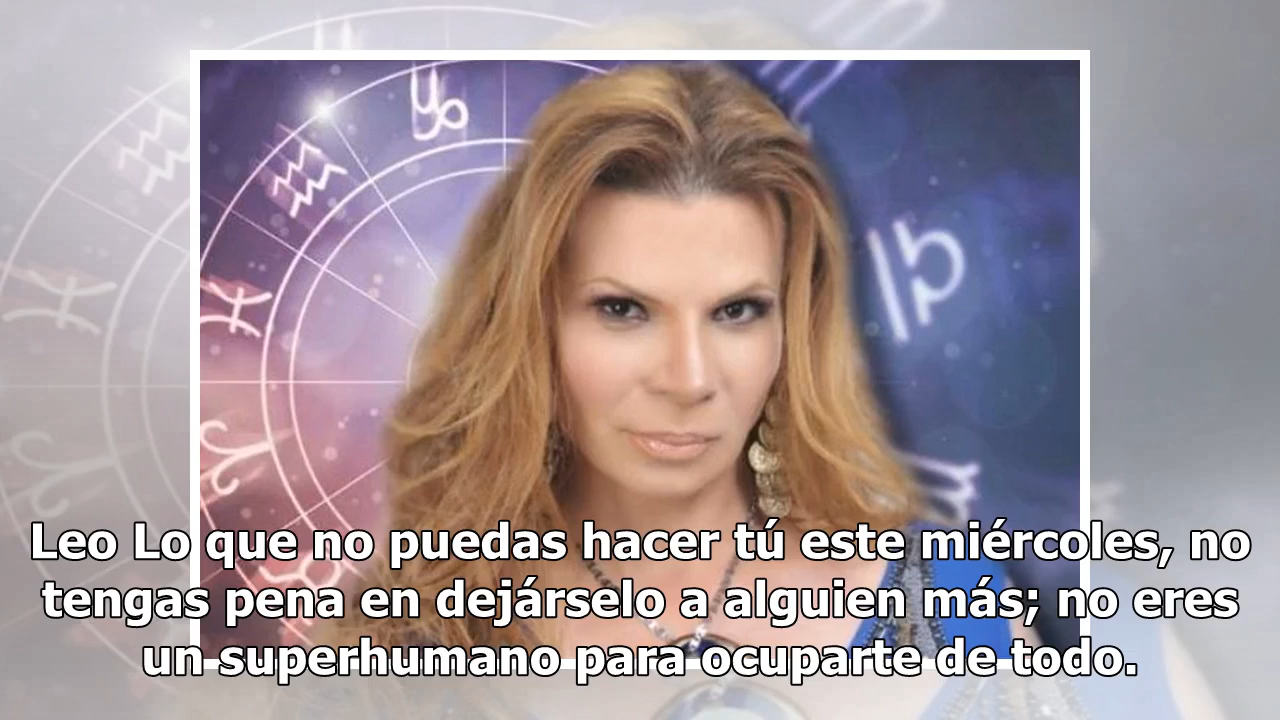 Leo Lo que no puedas hacer tú este miércoles, no
tengas pena en dejárselo a alguien más; no eres
un superhumano para ocuparte de todo.